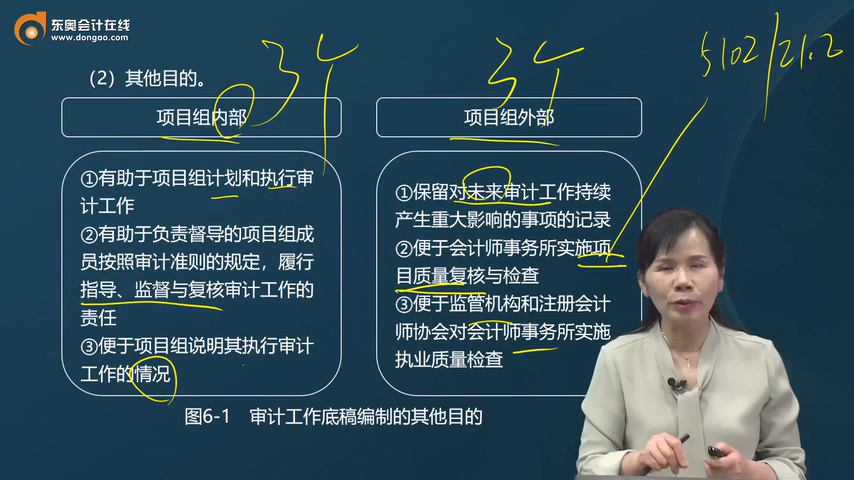 东奥会计在线
www.dongao.com
(2)其他目的。
3个
3个
5102/21.2
项目组内部
项目组外部
①有助于项目组计划和执行审
计工作
②有助于负责督导的项目组成
员按照审计准则的规定，履行
指导、监督与复核审计工作的
责任
③便于项目组说明其执行审计
工作的情况
①保留对未来审计工作持续
产生重大影响的事项的记录
②便于会计师事务所实施项
目质量复核与检查
③便于监管机构和注册会计
师协会对会计师事务所实施
执业质量检查
图6-1 审计工作底稿编制的其他目的